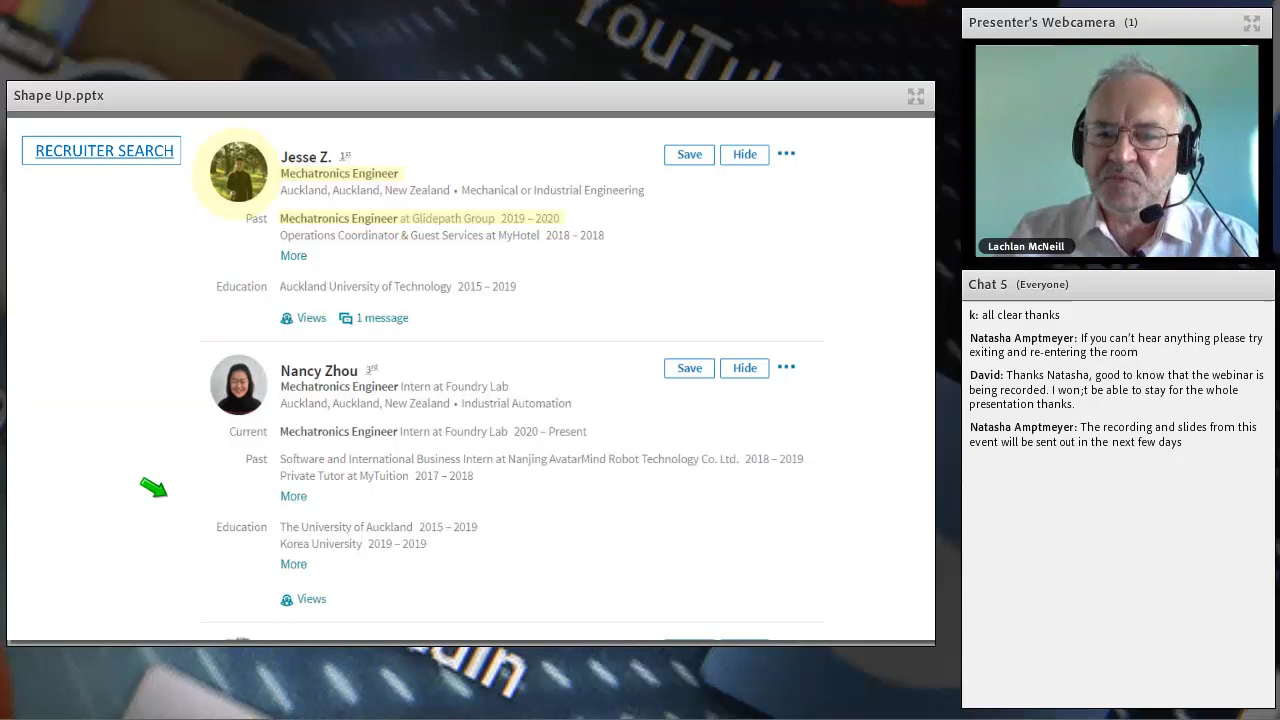 YouTu
Shape Up.pptx
RECRUITER SEARCH
Jesse Z. 1st
Mechatronics Engineer
Auckland, Auckland, New Zealand • Mechanical or Industrial Engineering
Past Mechatronics Engineer at Glidepath Group 2019 – 2020
Operations Coordinator & Guest Services at MyHotel 2018 – 2018
More
Education Auckland University of Technology 2015 – 2019
Views 1 message
Save Hide •••
Nancy Zhou 3rd
Mechatronics Engineer Intern at Foundry Lab
Auckland, Auckland, New Zealand • Industrial Automation
Current Mechatronics Engineer Intern at Foundry Lab 2020 – Present
Past Software and International Business Intern at Nanjing AvatarMind Robot Technology Co. Ltd. 2018 – 2019
Private Tutor at MyTuition 2017 – 2018
More
Education The University of Auckland 2015 – 2019
Korea University 2019 – 2019
More
Views
Save Hide •••
din
Presenter's Webcamera (1)
Lachlan McNeill
Chat 5 (Everyone)
k: all clear thanks
Natasha Amptmeyer: If you can't hear anything please try
exiting and re-entering the room
David: Thanks Natasha, good to know that the webinar is
being recorded. I won;t be able to stay for the whole
presentation thanks.
Natasha Amptmeyer: The recording and slides from this
event will be sent out in the next few days